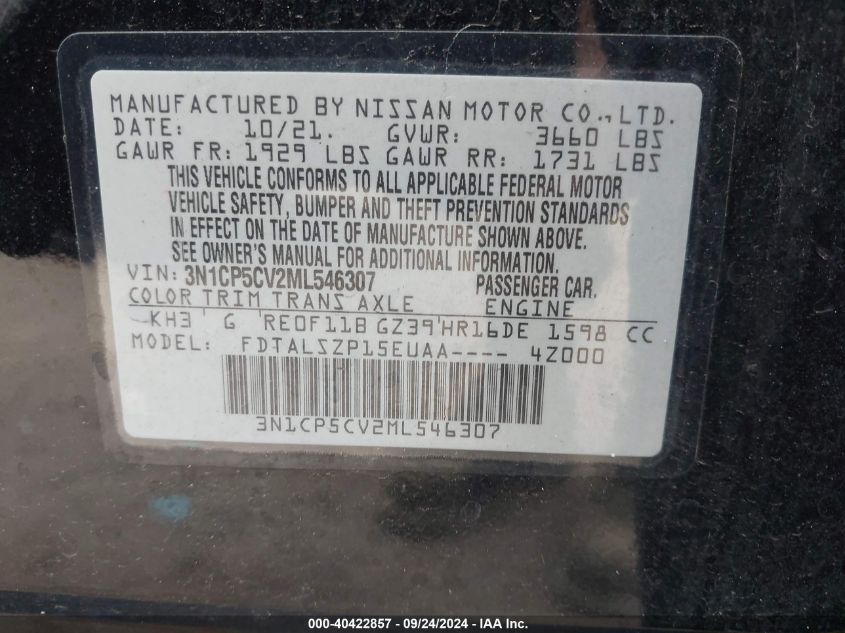 MANUFACTURED BY NISSAN MOTOR CO., LTD.
DATE: 10/21. GVWR: 3660 LBS
GAWR FR: 1929 LBS GAWR RR: 1731 LBS
THIS VEHICLE CONFORMS TO ALL APPLICABLE FEDERAL MOTOR
VEHICLE SAFETY, BUMPER AND THEFT PREVENTION STANDARDS
IN EFFECT ON THE DATE OF MANUFACTURE SHOWN ABOVE.
SEE OWNER'S MANUAL FOR ADDITIONAL INFORMATION.
VIN: 3N1CP5CV2ML546307 PASSENGER CAR.
COLOR TRIM TRANS AXLE ENGINE
KH3 G RE0F11B GZ39 HR16DE 1598 CC
MODEL: FDTALSZP15EUAA---- 4Z000
3N1CP5CV2ML546307
000-40422857 - 09/24/2024 - IAA Inc.